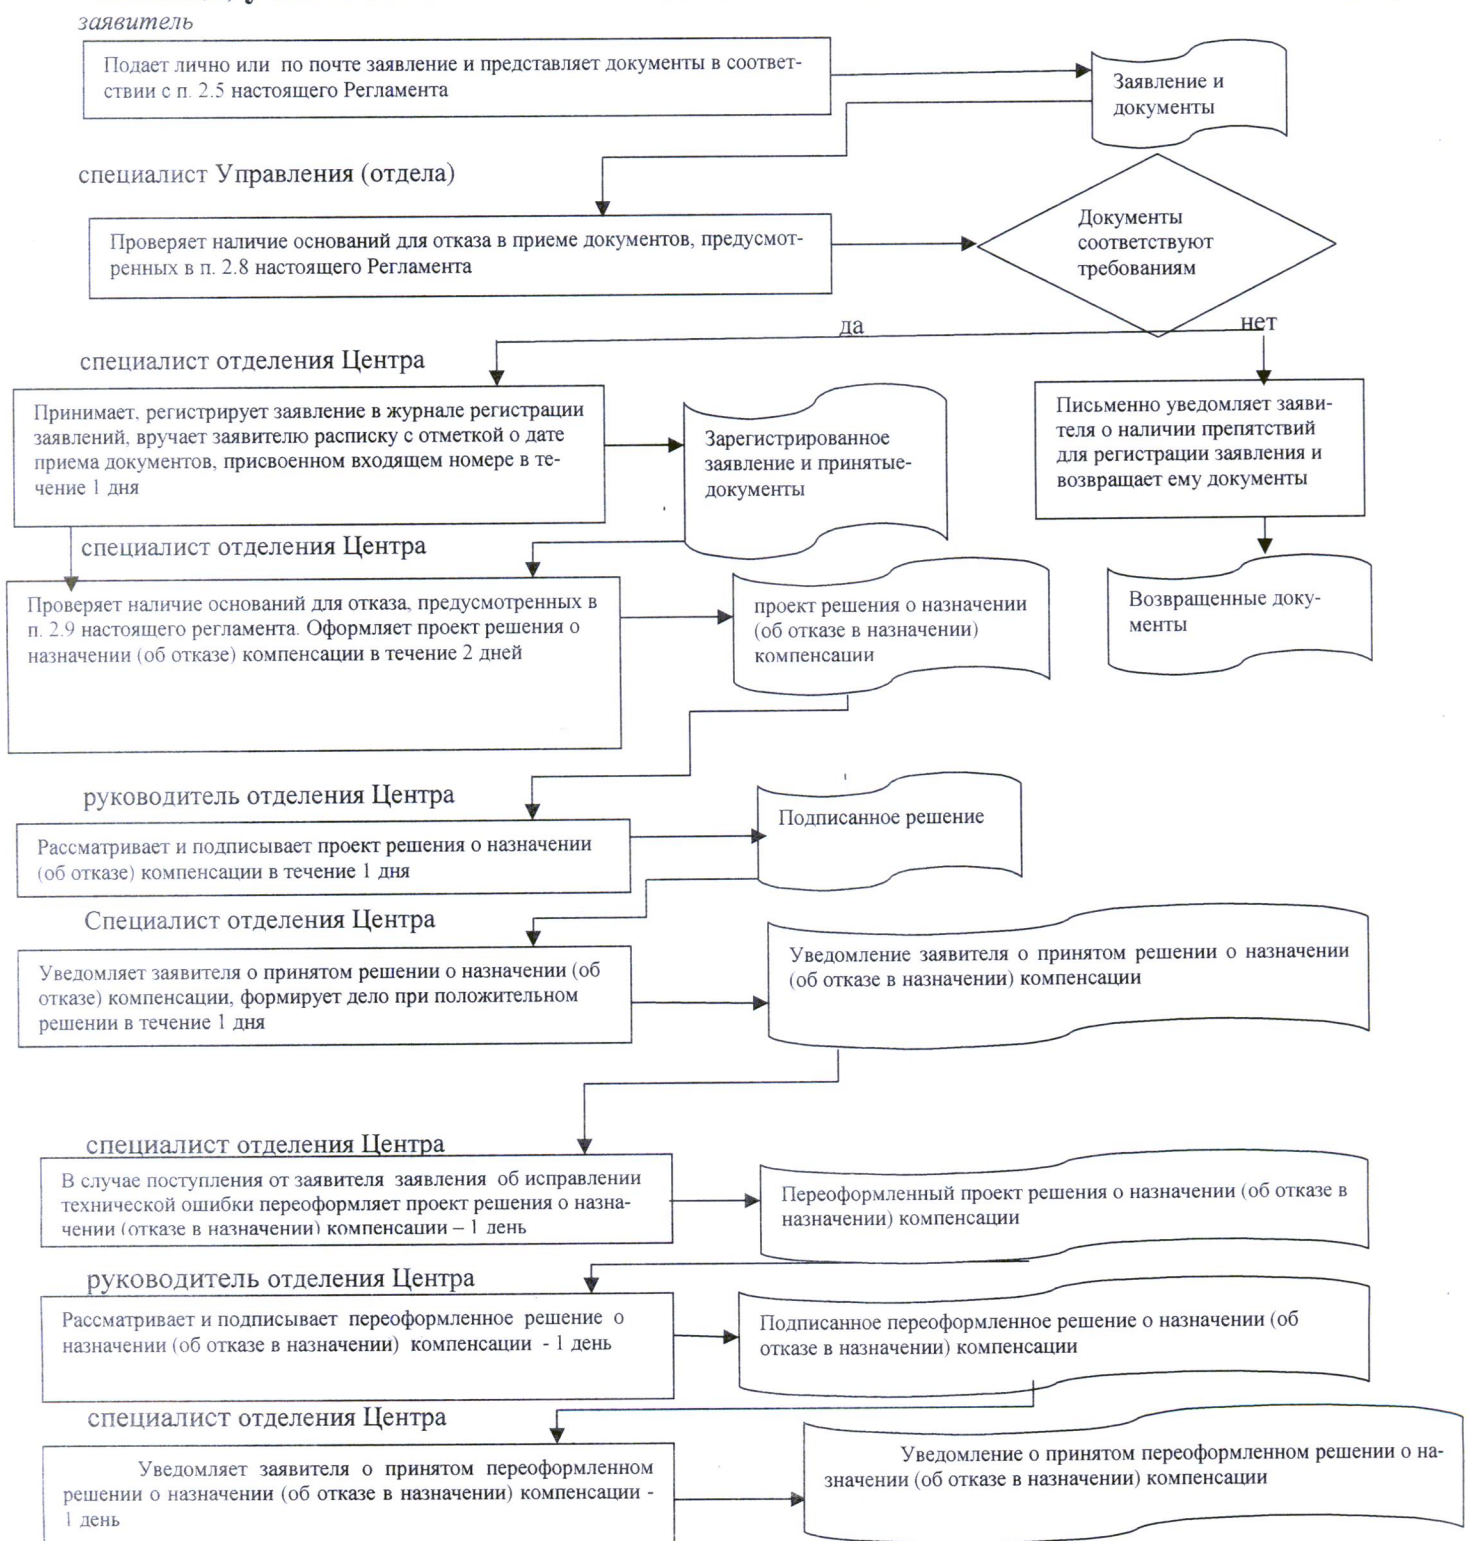 заявитель
Подает лично или по почте заявление и представляет документы в соответ-
ствии с п. 2.5 настоящего Регламента
Заявление и
документы
специалист Управления (отдела)
Проверяет наличие оснований для отказа в приеме документов, предусмот-
ренных в п. 2.8 настоящего Регламента
Документы
соответствуют
требованиям
да
нет
специалист отделения Центра
Принимает, регистрирует заявление в журнале регистрации
заявлений, вручает заявителю расписку с отметкой о дате
приема документов, присвоенном входящем номере в те-
чение 1 дня
Зарегистрированное
заявление и принятые-
документы
Письменно уведомляет заяви-
теля о наличии препятствий
для регистрации заявления и
возвращает ему документы
специалист отделения Центра
Проверяет наличие оснований для отказа, предусмотренных в
п. 2.9 настоящего регламента. Оформляет проект решения о
назначении (об отказе) компенсации в течение 2 дней
проект решения о назначении
(об отказе в назначении)
компенсации
Возвращенные доку-
менты
руководитель отделения Центра
Рассматривает и подписывает проект решения о назначении
(об отказе) компенсации в течение 1 дня
Подписанное решение
Специалист отделения Центра
Уведомляет заявителя о принятом решении о назначении (об
отказе) компенсации, формирует дело при положительном
решении в течение 1 дня
Уведомление заявителя о принятом решении о назначении
(об отказе в назначении) компенсации
специалист отделения Центра
В случае поступления от заявителя заявления об исправлении
технической ошибки переоформляет проект решения о назна-
чении (отказе в назначении) компенсации – 1 день
Переоформленный проект решения о назначении (об отказе в
назначении) компенсации
руководитель отделения Центра
Рассматривает и подписывает переоформленное решение о
назначении (об отказе в назначении) компенсации - 1 день
Подписанное переоформленное решение о назначении (об
отказе в назначении) компенсации
специалист отделения Центра
Уведомляет заявителя о принятом переоформленном
решении о назначении (об отказе в назначении) компенсации -
1 день
Уведомление о принятом переоформленном решении о на-
значении (об отказе в назначении) компенсации